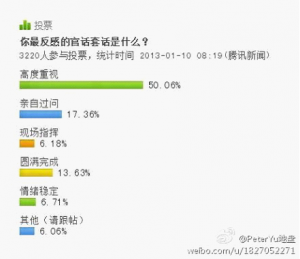 投票
你最反感的官话套话是什么？
3220人参与投票，统计时间 2013-01-10 08:19(腾讯新闻)
高度重视
50.06%
亲自过问
17.36%
现场指挥
6.18%
圆满完成
13.63%
情绪稳定
6.71%
其他（请跟帖）
6.06%
@PeterYu地盘
weibo.com/u/1827052271